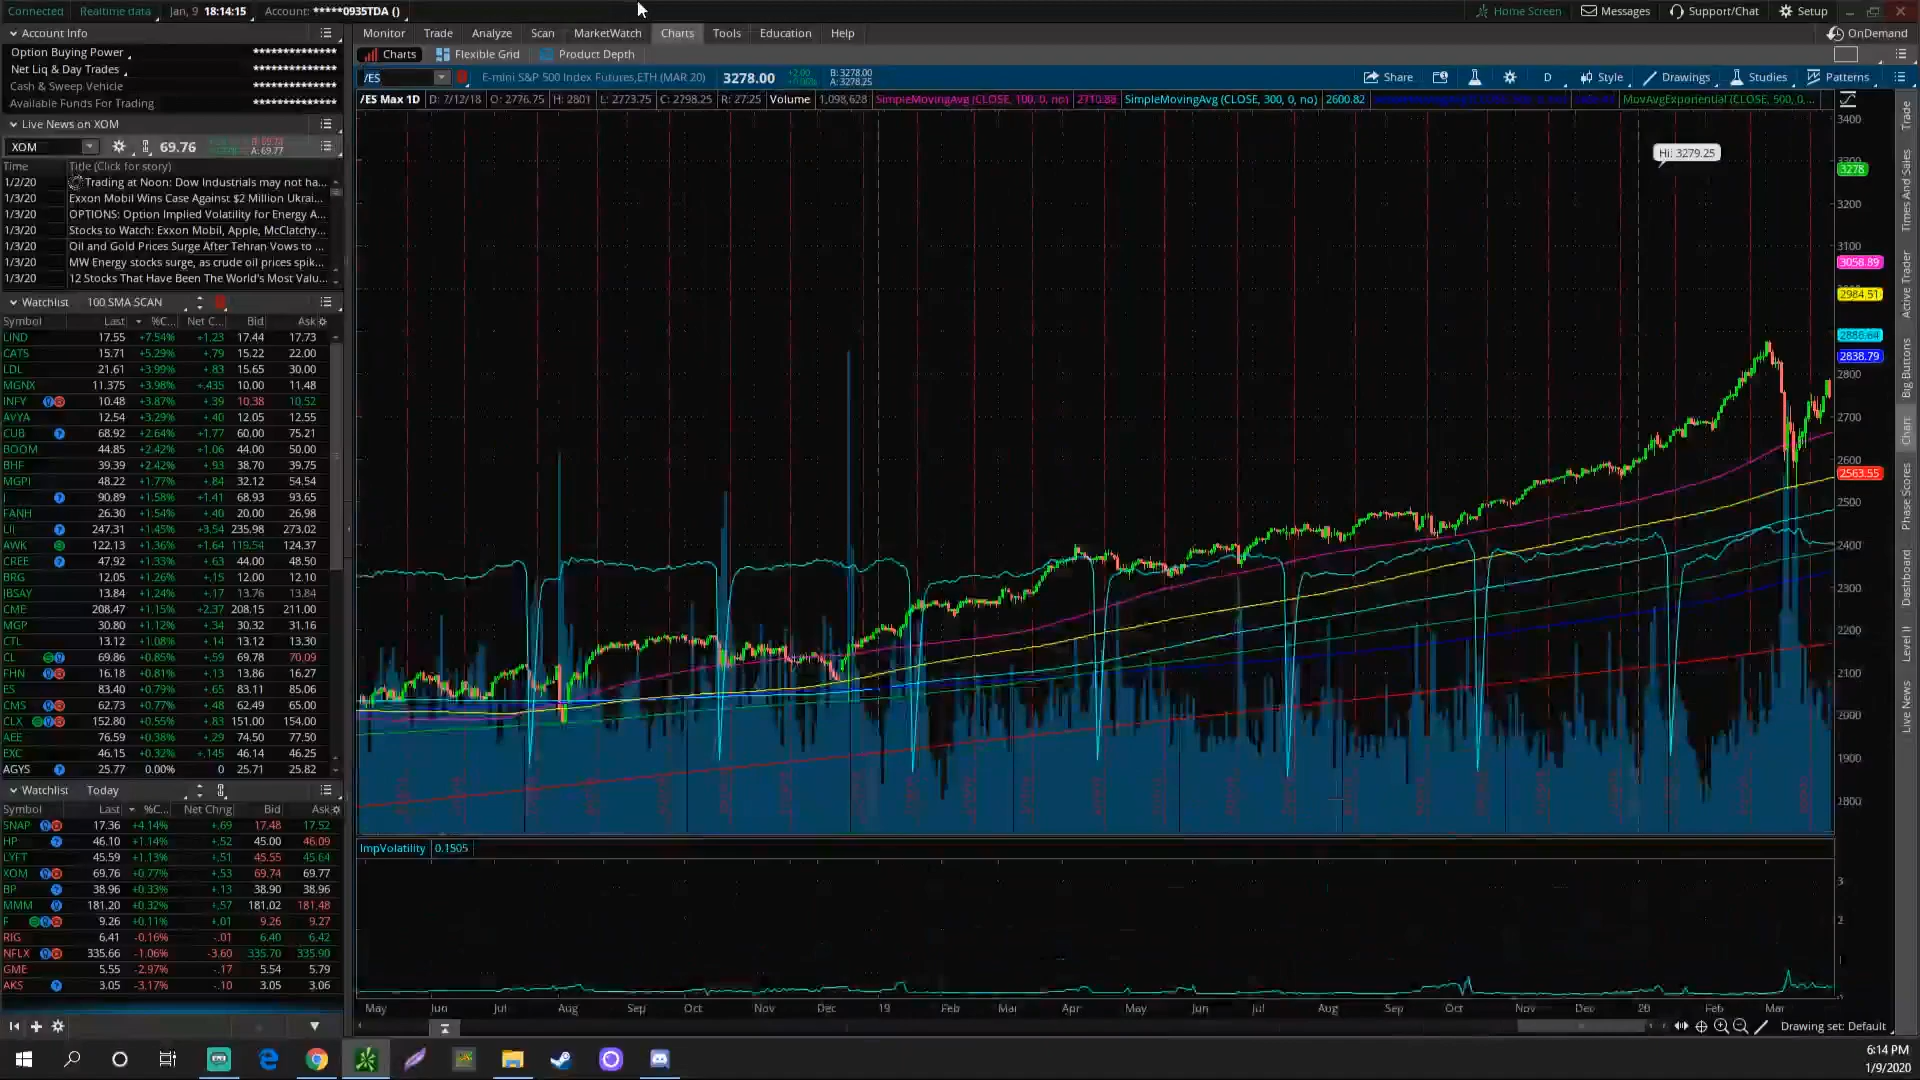 Connected Realtime data Jan, 9 18:14:15 Account: *****0935TDA () Home Screen Messages Support/Chat Setup
Account Info
Option Buying Power **************
Net Liq & Day Trades **************
Cash & Sweep Vehicle **************
Available Funds For Trading **************
Live News on XOM
XOM 69.76 A: 69.77
Time Title (Click for story)
1/2/20 Trading at Noon: Dow Industrials may not ha...
1/3/20 Exxon Mobil Wins Case Against $2 Million Ukrai...
1/3/20 OPTIONS: Option Implied Volatility for Energy A...
1/3/20 Stocks to Watch: Exxon Mobil, Apple, McClatchy...
1/3/20 Oil and Gold Prices Surge After Tehran Vows to ...
1/3/20 MW Energy stocks surge, as crude oil prices spik...
1/3/20 12 Stocks That Have Been The World's Most Valu...
Watchlist 100 SMA SCAN
Symbol Last %C... Net C... Bid Ask
LIND 17.55 +7.54% +1.23 17.44 17.73
CATS 15.71 +5.29% +.79 15.22 22.00
LDL 21.61 +3.99% +.83 15.65 30.00
MGNX 11.375 +3.98% +.435 10.00 11.48
INFY 10.48 +3.87% +.39 10.38 10.52
AVYA 12.54 +3.29% +.40 12.05 12.55
CUB 68.92 +2.64% +1.77 60.00 75.21
BOOM 44.85 +2.42% +1.06 44.00 50.00
BHF 39.39 +2.42% +.93 38.70 39.75
MGPI 48.22 +1.77% +.84 32.12 54.54
J 90.89 +1.58% +1.41 68.93 93.65
FANH 26.30 +1.54% +.40 20.00 26.98
LII 247.31 +1.45% +3.54 235.98 273.02
AWK 122.13 +1.36% +1.64 119.54 124.37
CREE 47.92 +1.33% +.63 44.00 48.50
BRG 12.05 +1.26% +.15 12.00 12.10
JBSAY 13.84 +1.24% +.17 13.76 13.84
CME 208.47 +1.15% +2.37 208.15 211.00
MGP 30.80 +1.12% +.34 30.32 31.16
CTL 13.12 +1.08% +.14 13.12 13.30
CL 69.86 +0.85% +.59 69.78 70.09
FHN 16.18 +0.81% +.13 13.86 16.27
ES 83.40 +0.79% +.65 83.11 85.06
CMS 62.73 +0.77% +.48 62.49 65.00
CLX 152.80 +0.55% +.83 151.00 154.00
AEE 76.59 +0.38% +.29 74.50 77.50
EXC 46.15 +0.32% +.145 46.14 46.25
AGYS 25.77 0.00% 0 25.71 25.82
Watchlist Today
Symbol Last %C... Net Chng Bid Ask
SNAP 17.36 +4.14% +.69 17.48 17.52
HP 46.10 +1.14% +.52 45.00 46.09
LYFT 45.59 +1.13% +.51 45.55 45.64
XOM 69.76 +0.77% +.53 69.74 69.77
BP 38.96 +0.33% +.13 38.90 38.96
MMM 181.20 +0.32% +.57 181.02 181.48
F 9.26 +0.11% +.01 9.26 9.27
RIG 6.41 -0.16% -.01 6.40 6.42
NFLX 335.66 -1.06% -3.60 335.70 335.90
GME 5.55 -2.97% -.17 5.54 5.79
AKS 3.05 -3.17% -.10 3.05 3.06
Monitor Trade Analyze Scan MarketWatch Charts Tools Education Help OnDemand
Charts Flexible Grid Product Depth
/ES E-mini S&P 500 Index Futures,ETH (MAR 20) 3278.00 +2.00 B: 3278.00 A: 3278.25 Share D Style Drawings Studies Patterns
/ES Max 1D D: 7/12/18 O: 2776.75 H: 2801 L: 2773.75 C: 2798.25 R: 27.25 Volume 1,098,628 SimpleMovingAvg (CLOSE, 100, 0, no) 2710.88 SimpleMovingAvg (CLOSE, 300, 0, no) 2600.82 MovAvgExponential (CLOSE, 500, 0,...
Hi: 3279.25
3400
3278
3200
3100
3058.89
2984.51
2838.79
2800
2700
2600
2563.55
2500
2400
2300
2200
2100
2000
1900
1800
ImpVolatility 0.1505
3
2
1
May Jun Jul Aug Sep Oct Nov Dec 19 Feb Mar Apr May Jun Jul Aug Sep Oct Nov Dec 20 Feb Mar
Drawing set: Default
Trade
Times And Sales
Active Trader
Big Buttons
Chart
Phase Scores
Dashboard
Level II
Live News
6:14 PM
1/9/2020